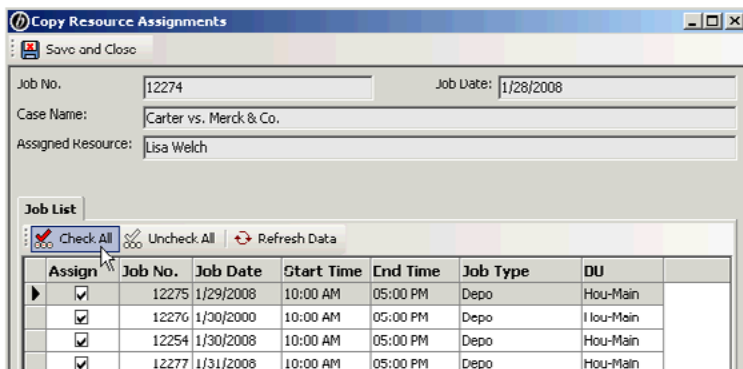 Copy Resource Assignments
Save and Close
Job No. 12274 Job Date: 1/28/2008
Case Name: Carter vs. Merck & Co.
Assigned Resource: Lisa Welch
Job List
Check All Uncheck All Refresh Data
Assign Job No. Job Date Start Time End Time Job Type BU
12275 1/29/2008 10:00 AM 05:00 PM Depo Hou-Main
12276 1/30/2008 10:00 AM 05:00 PM Depo Hou-Main
12254 1/30/2008 10:00 AM 05:00 PM Depo Hou-Main
12277 1/31/2008 10:00 AM 05:00 PM Depo Hou-Main